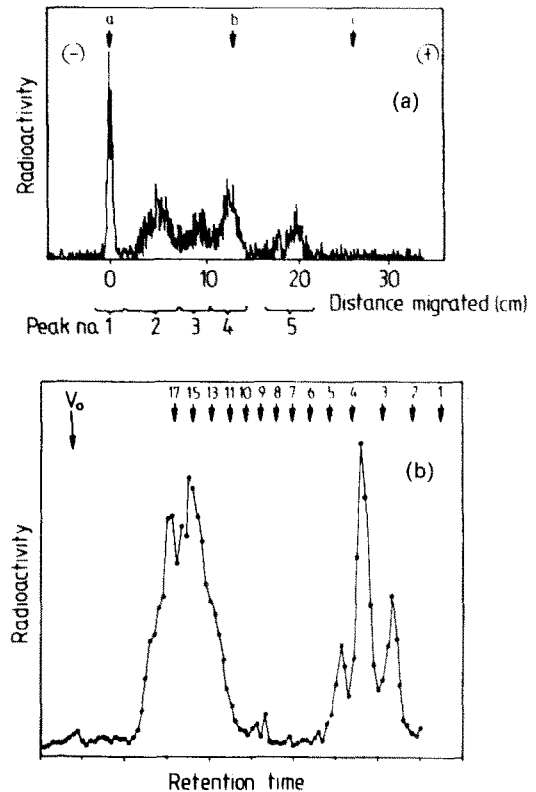 a b c
(−) (+)
(a)
Radioactivity
0 10 20 30
Distance migrated (cm)
Peak no. 1 2 3 4 5
V₀ 17 15 13 11 10 9 8 7 6 5 4 3 2 1
(b)
Radioactivity
Retention time